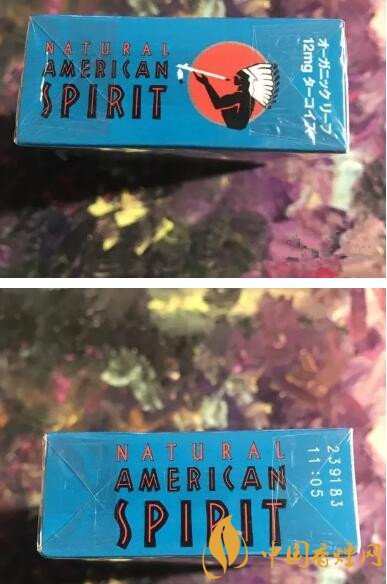 NATURAL
AMERICAN
SPIRIT
オーガニックリーフ
12mg ターコイズ
NATURAL
AMERICAN
SPIRIT
239183
11:05
中国香烟网